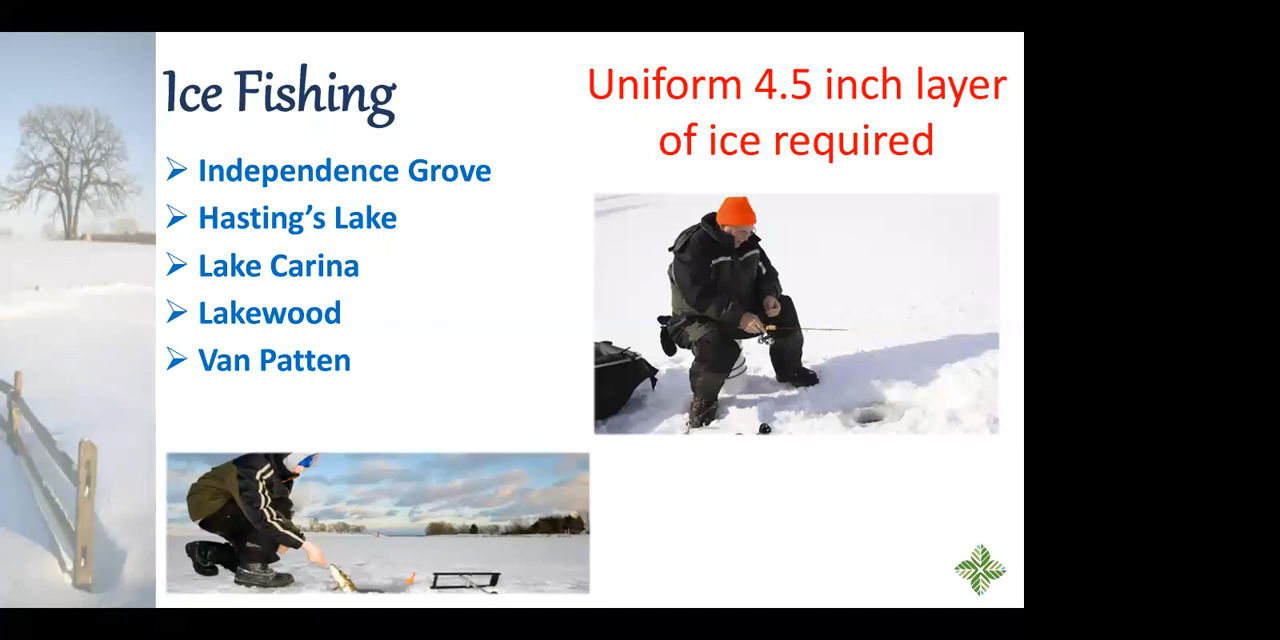 Ice Fishing
Uniform 4.5 inch layer
of ice required
Independence Grove
Hasting’s Lake
Lake Carina
Lakewood
Van Patten